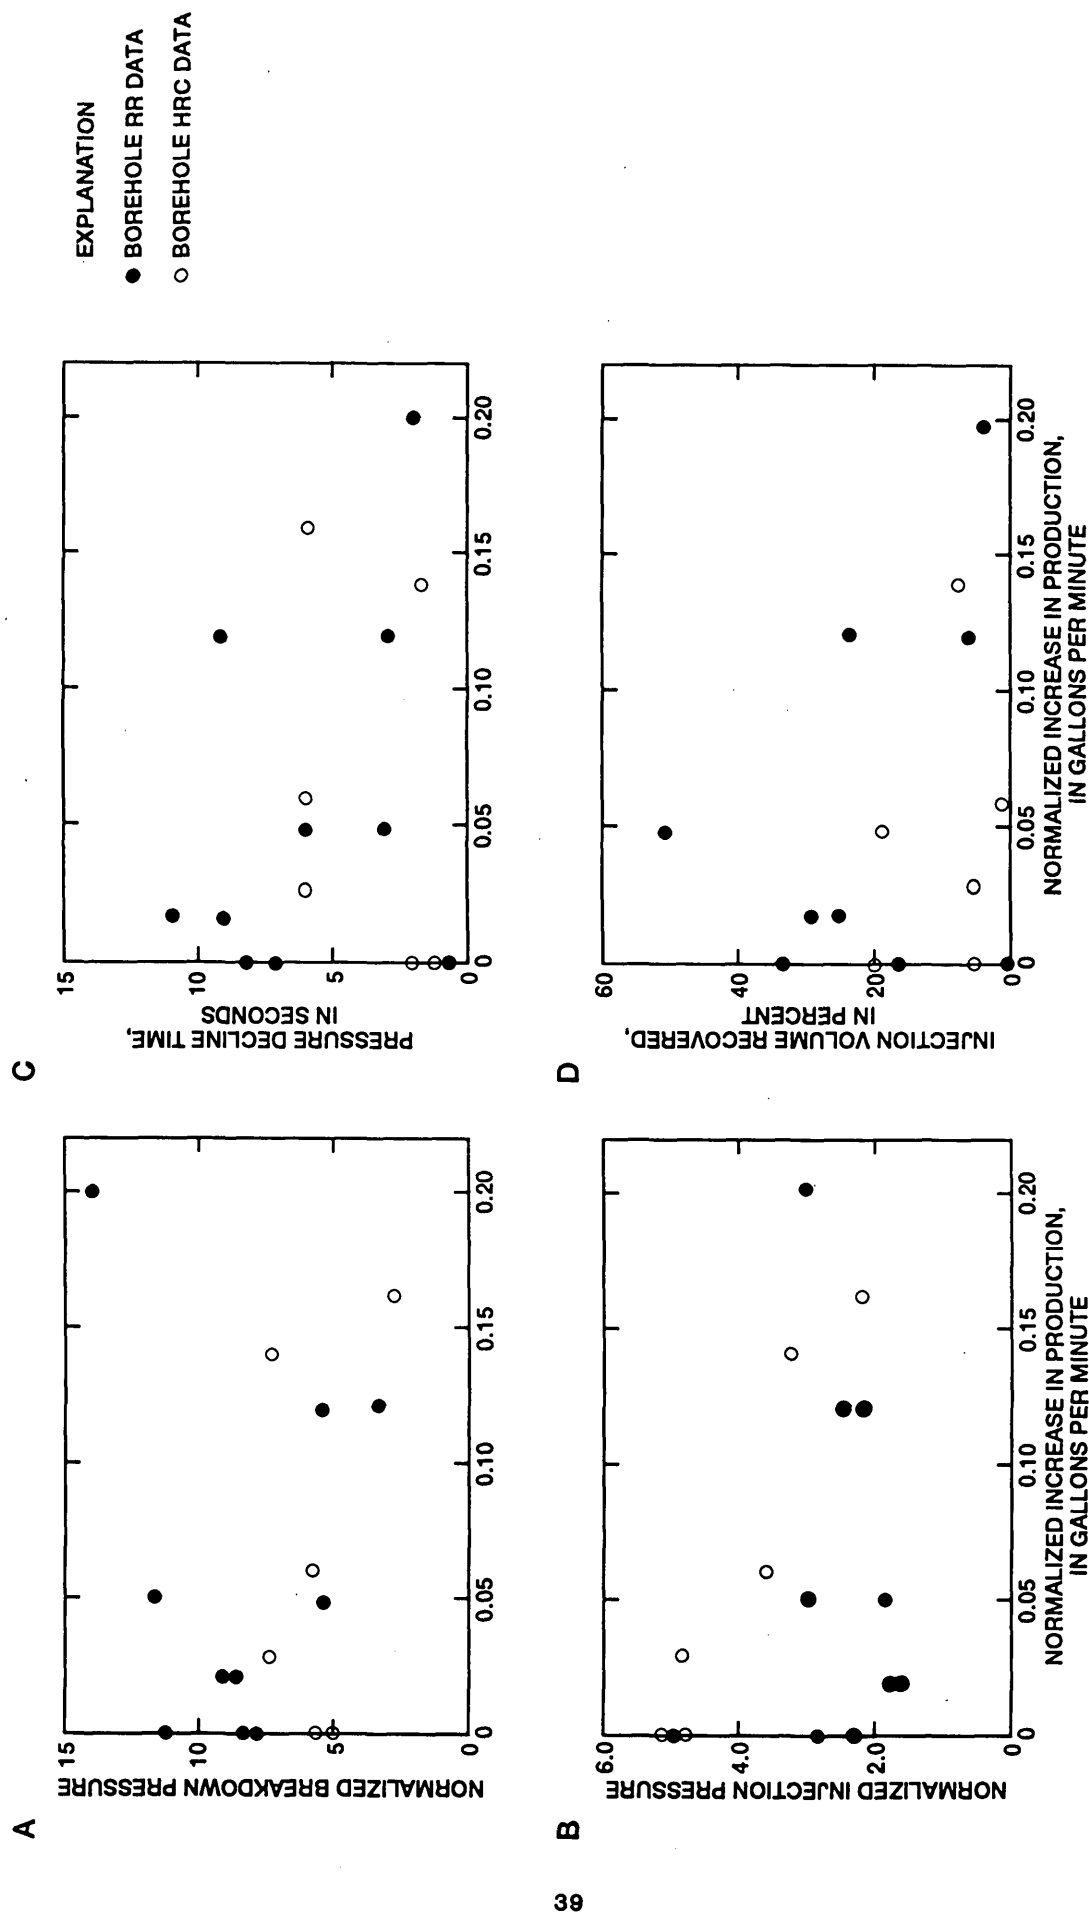 A
NORMALIZED BREAKDOWN PRESSURE
15
10
5
0
0
0.05
0.10
0.15
0.20
C
PRESSURE DECLINE TIME,
IN SECONDS
15
10
5
0
0
0.05
0.10
0.15
0.20
EXPLANATION
BOREHOLE RR DATA
BOREHOLE HRC DATA
B
NORMALIZED INJECTION PRESSURE
6.0
4.0
2.0
0
0
0.05
0.10
0.15
0.20
NORMALIZED INCREASE IN PRODUCTION,
IN GALLONS PER MINUTE
D
INJECTION VOLUME RECOVERED,
IN PERCENT
60
40
20
0
0
0.05
0.10
0.15
0.20
NORMALIZED INCREASE IN PRODUCTION,
IN GALLONS PER MINUTE
39